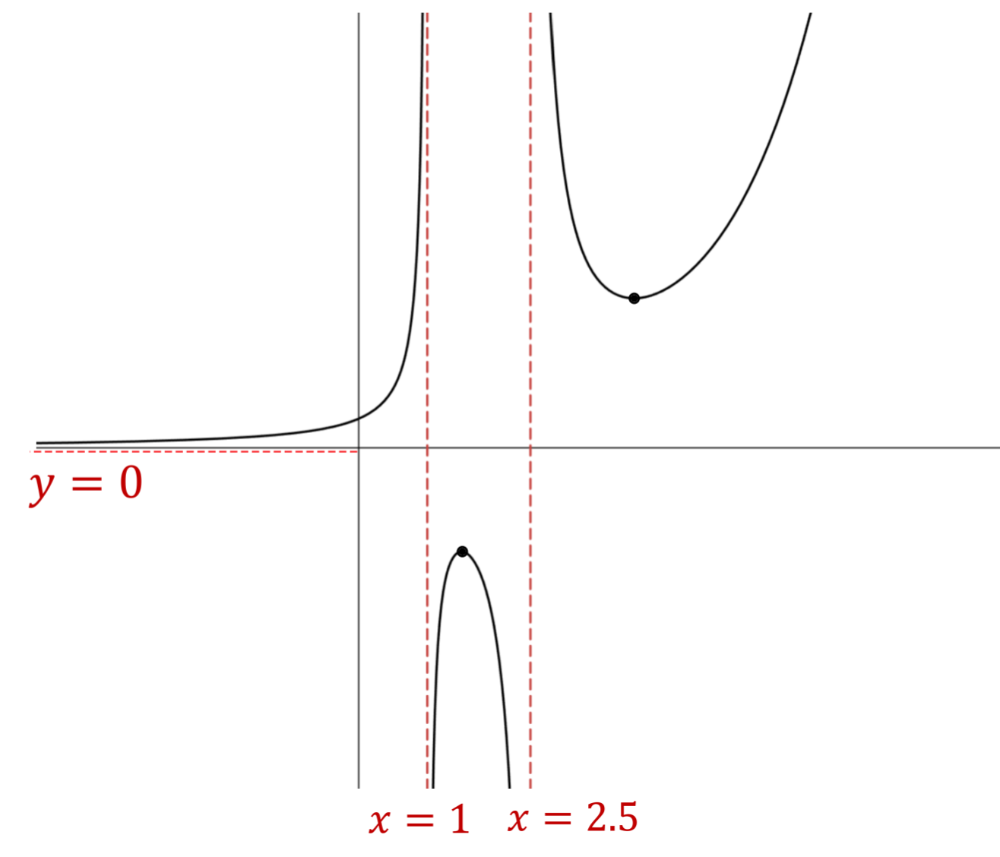 y = 0
x = 1
x = 2.5